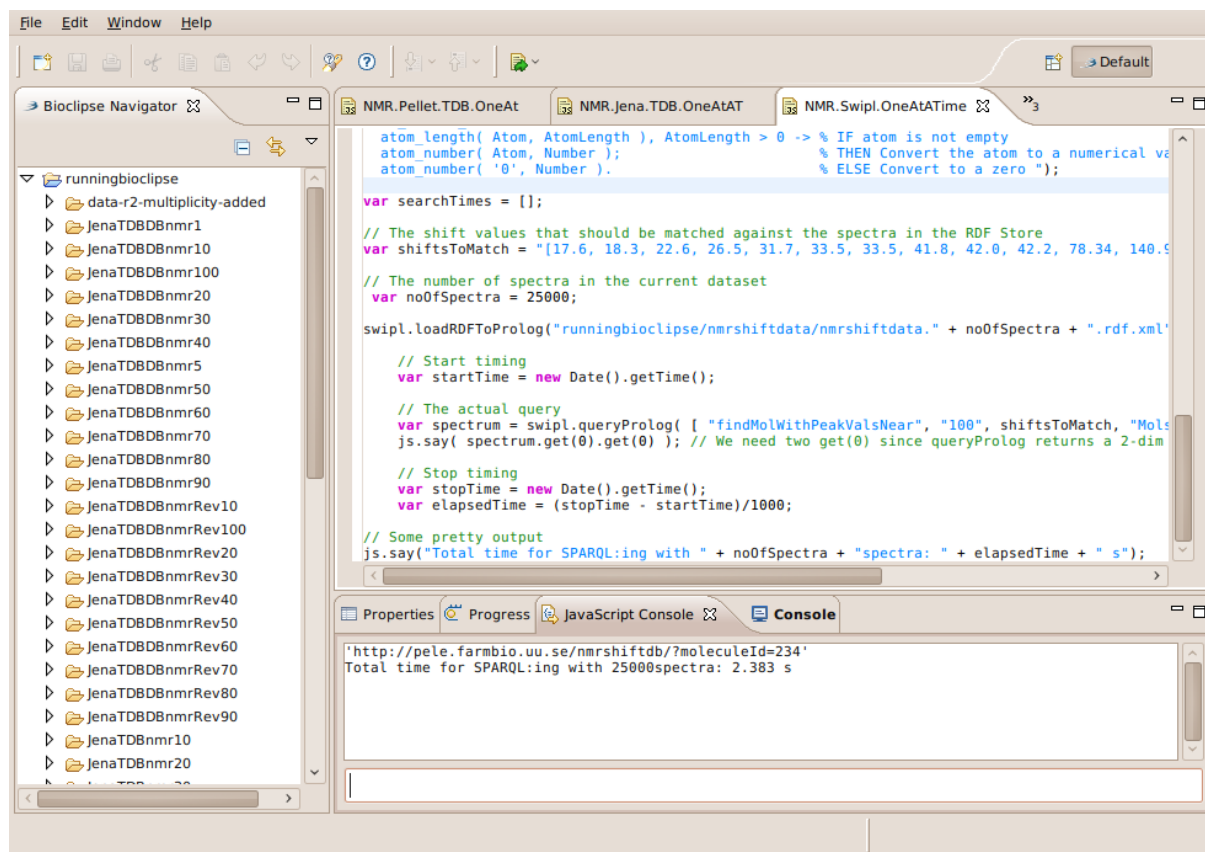 File Edit Window Help
Default
Bioclipse Navigator
NMR.Pellet.TDB.OneAt NMR.Jena.TDB.OneAtAT NMR.Swipl.OneAtATime »3
runningbioclipse
data-r2-multiplicity-added
JenaTDBDBnmr1
JenaTDBDBnmr10
JenaTDBDBnmr100
JenaTDBDBnmr20
JenaTDBDBnmr30
JenaTDBDBnmr40
JenaTDBDBnmr5
JenaTDBDBnmr50
JenaTDBDBnmr60
JenaTDBDBnmr70
JenaTDBDBnmr80
JenaTDBDBnmr90
JenaTDBDBnmrRev10
JenaTDBDBnmrRev100
JenaTDBDBnmrRev20
JenaTDBDBnmrRev30
JenaTDBDBnmrRev40
JenaTDBDBnmrRev50
JenaTDBDBnmrRev60
JenaTDBDBnmrRev70
JenaTDBDBnmrRev80
JenaTDBDBnmrRev90
JenaTDBnmr10
JenaTDBnmr20
atom_length( Atom, AtomLength ), AtomLength > 0 -> % IF atom is not empty
atom_number( Atom, Number ); % THEN Convert the atom to a numerical va
atom_number( '0', Number ). % ELSE Convert to a zero ");
var searchTimes = [];
// The shift values that should be matched against the spectra in the RDF Store
var shiftsToMatch = "[17.6, 18.3, 22.6, 26.5, 31.7, 33.5, 33.5, 41.8, 42.0, 42.2, 78.34, 140.9
// The number of spectra in the current dataset
var noOfSpectra = 25000;
swipl.loadRDFToProlog("runningbioclipse/nmrshiftdata/nmrshiftdata." + noOfSpectra + ".rdf.xml"
// Start timing
var startTime = new Date().getTime();
// The actual query
var spectrum = swipl.queryProlog( [ "findMolWithPeakValsNear", "100", shiftsToMatch, "Mols
js.say( spectrum.get(0).get(0) ); // We need two get(0) since queryProlog returns a 2-dim
// Stop timing
var stopTime = new Date().getTime();
var elapsedTime = (stopTime - startTime)/1000;
// Some pretty output
js.say("Total time for SPARQL:ing with " + noOfSpectra + "spectra: " + elapsedTime + " s");
Properties Progress JavaScript Console Console
'http://pele.farmbio.uu.se/nmrshiftdb/?moleculeId=234'
Total time for SPARQL:ing with 25000spectra: 2.383 s